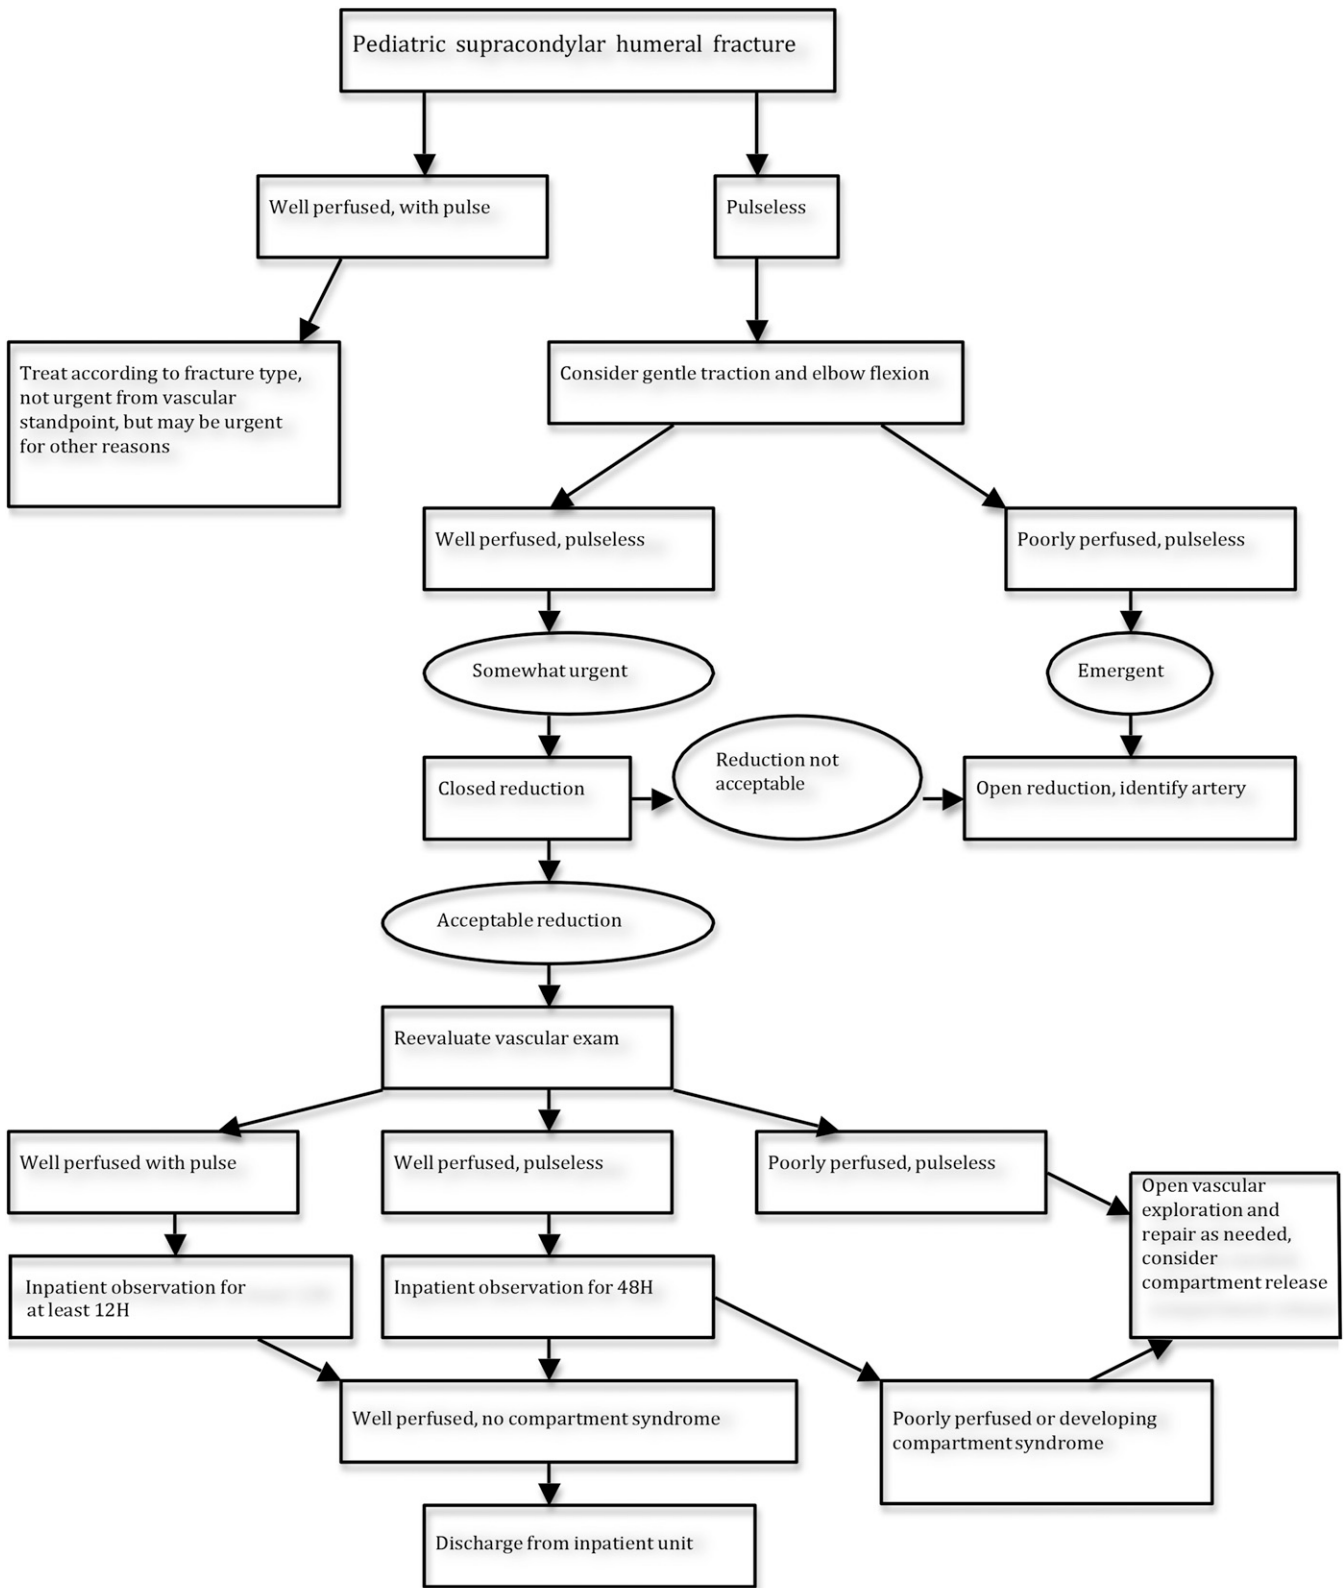 Pediatric supracondylar humeral fracture
Well perfused, with pulse
Pulseless
Treat according to fracture type,
not urgent from vascular
standpoint, but may be urgent
for other reasons
Consider gentle traction and elbow flexion
Well perfused, pulseless
Poorly perfused, pulseless
Somewhat urgent
Emergent
Closed reduction
Reduction not
acceptable
Open reduction, identify artery
Acceptable reduction
Reevaluate vascular exam
Well perfused with pulse
Well perfused, pulseless
Poorly perfused, pulseless
Open vascular
exploration and
repair as needed,
consider
compartment release
Inpatient observation for
at least 12H
Inpatient observation for 48H
Well perfused, no compartment syndrome
Poorly perfused or developing
compartment syndrome
Discharge from inpatient unit